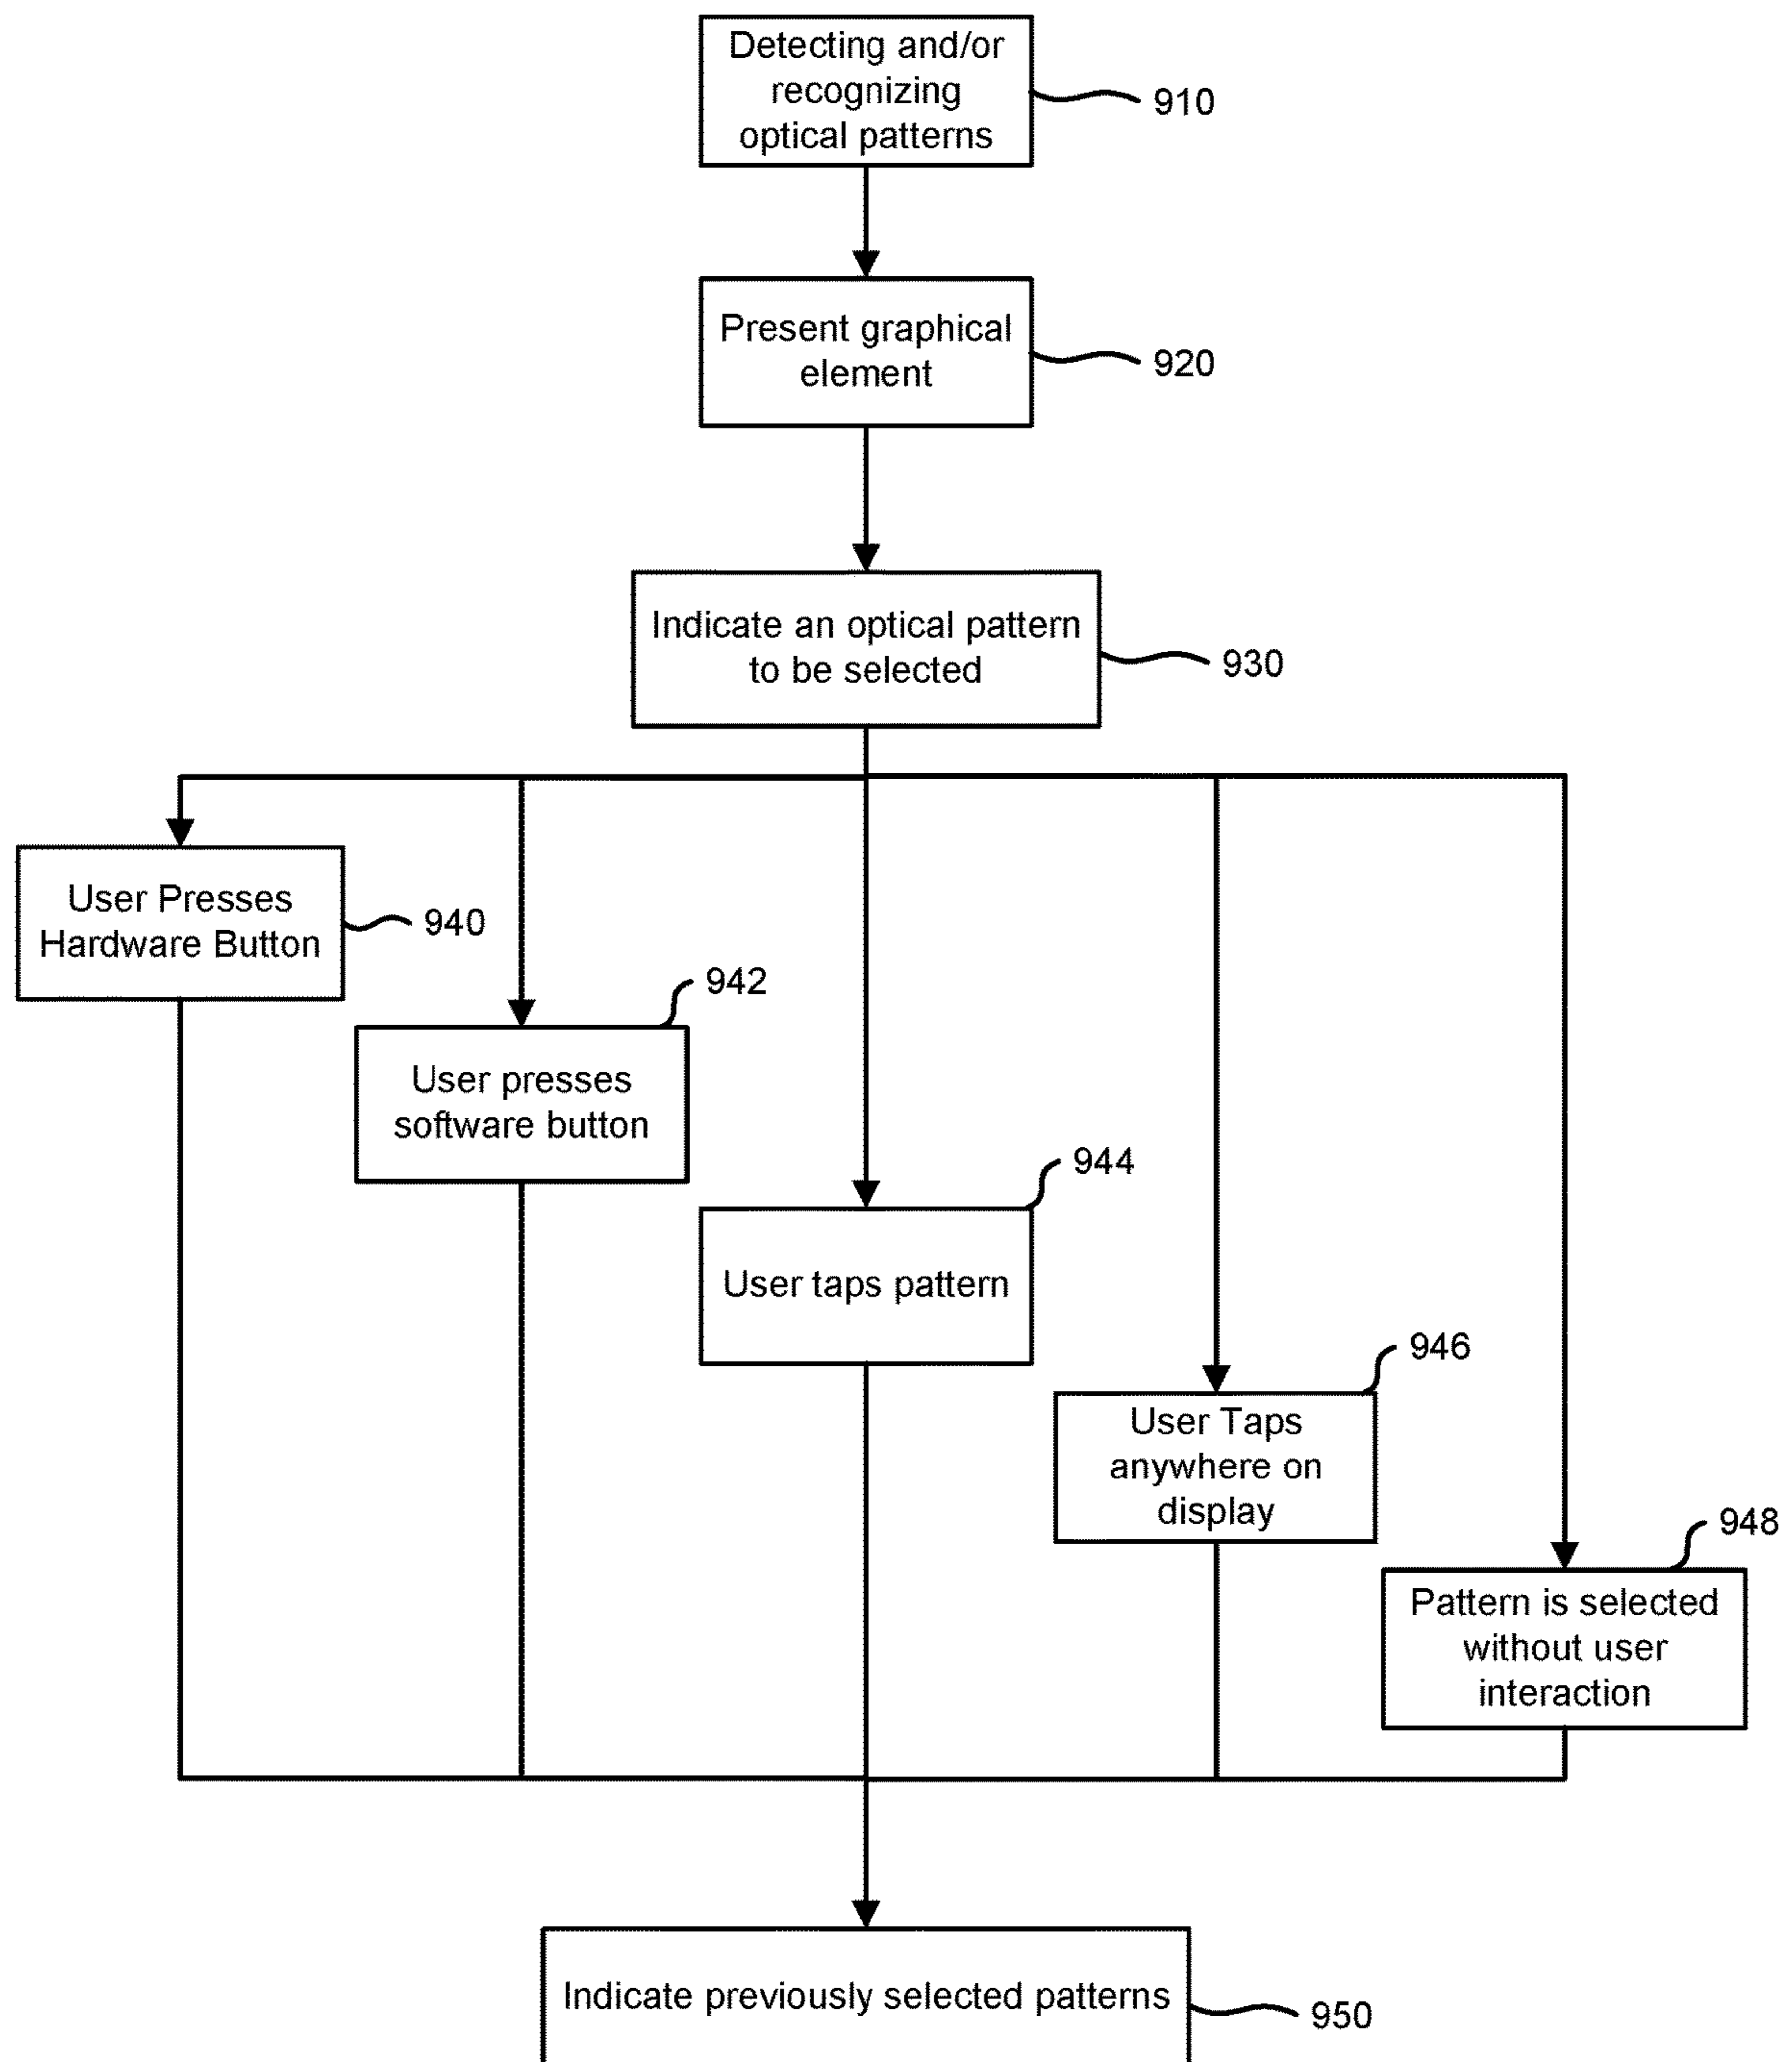 Detecting and/or
recognizing
optical patterns
910
Present graphical
element
920
Indicate an optical pattern
to be selected
930
User Presses
Hardware Button
940
942
User presses
software button
944
User taps pattern
946
User Taps
anywhere on
display
948
Pattern is selected
without user
interaction
Indicate previously selected patterns
950